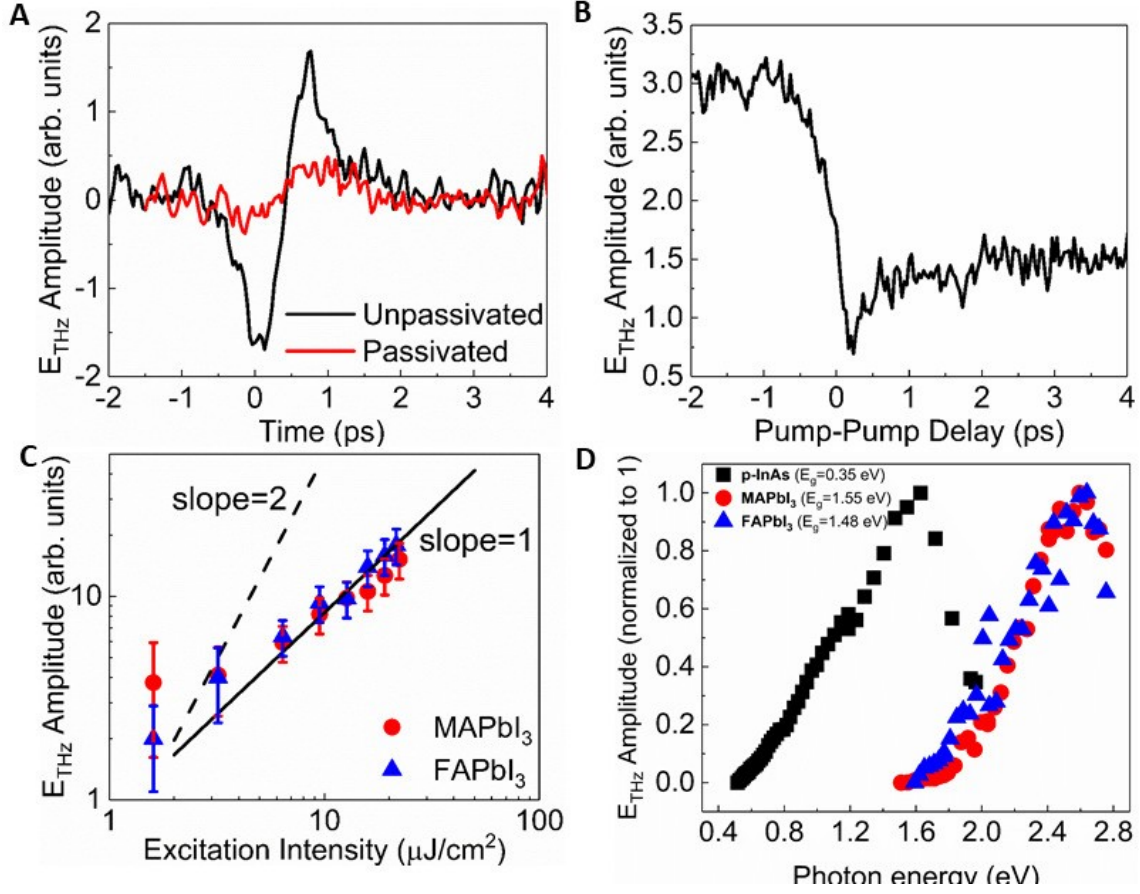 A
E_THz Amplitude (arb. units)
2
1
0
-1
-2
Unpassivated
Passivated
-2 -1 0 1 2 3 4
Time (ps)
B
E_THz Amplitude (arb. units)
3.5
3.0
2.5
2.0
1.5
1.0
0.5
-2 -1 0 1 2 3 4
Pump-Pump Delay (ps)
C
E_THz Amplitude (arb. units)
10
1
slope=2
slope=1
MAPbI₃
FAPbI₃
1 10 100
Excitation Intensity (μJ/cm²)
D
E_THz Amplitude (normalized to 1)
1.0
0.8
0.6
0.4
0.2
0.0
p-InAs (E_g=0.35 eV)
MAPbI₃ (E_g=1.55 eV)
FAPbI₃ (E_g=1.48 eV)
0.4 0.8 1.2 1.6 2.0 2.4 2.8
Photon energy (eV)